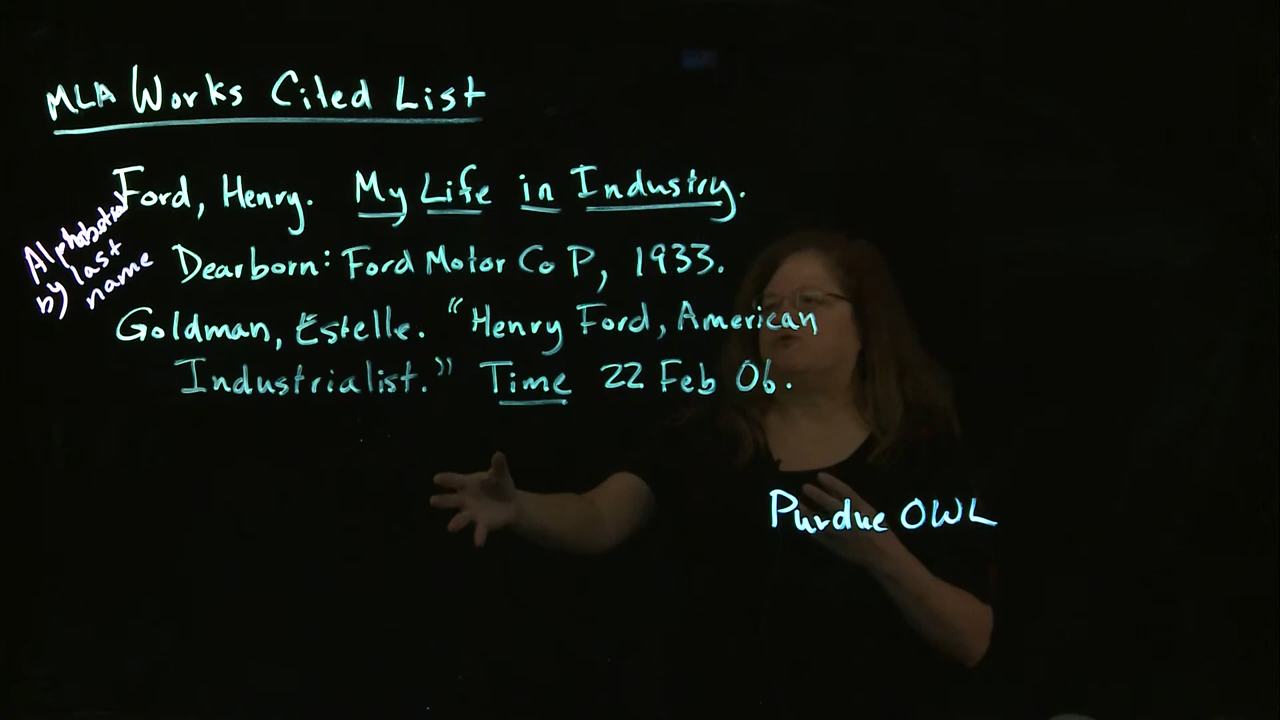 MLA Works Cited List
Ford, Henry. My Life in Industry.
Dearborn: Ford Motor Co P, 1933.
Goldman, Estelle. "Henry Ford, American
Industrialist." Time 22 Feb 06.
Alphabetical
by last
name
Purdue OWL